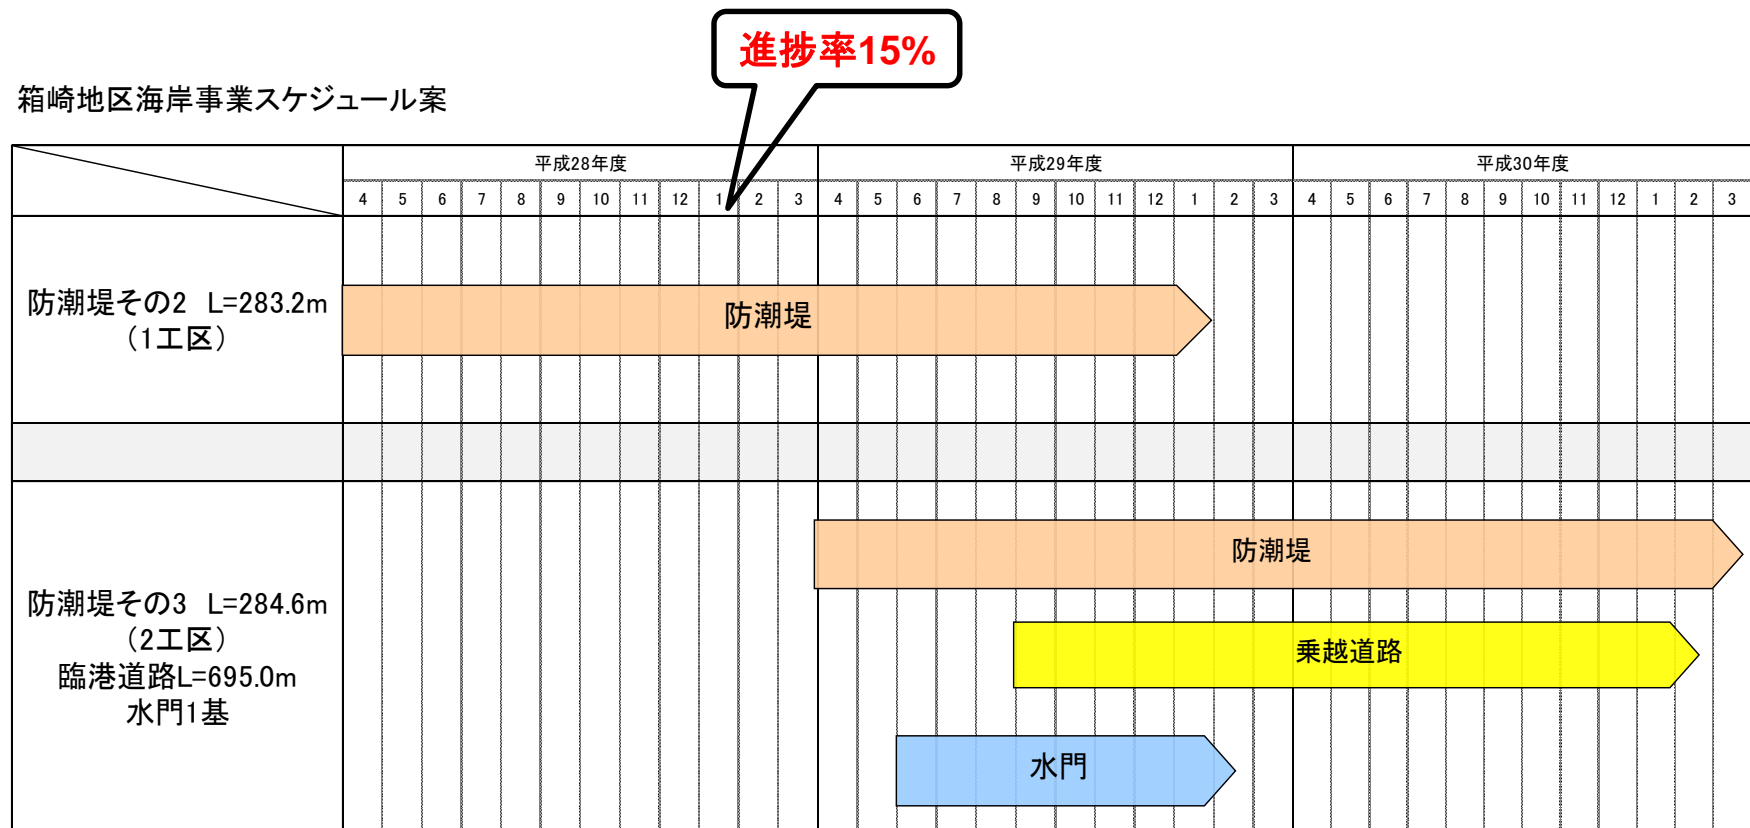 進捗率15%
箱崎地区海岸事業スケジュール案
平成28年度 平成29年度 平成30年度
4 5 6 7 8 9 10 11 12 1 2 3 4 5 6 7 8 9 10 11 12 1 2 3 4 5 6 7 8 9 10 11 12 1 2 3
防潮堤その2 L=283.2m
（1工区）
防潮堤
防潮堤その3 L=284.6m
（2工区）
臨港道路L=695.0m
水門1基
防潮堤
乗越道路
水門